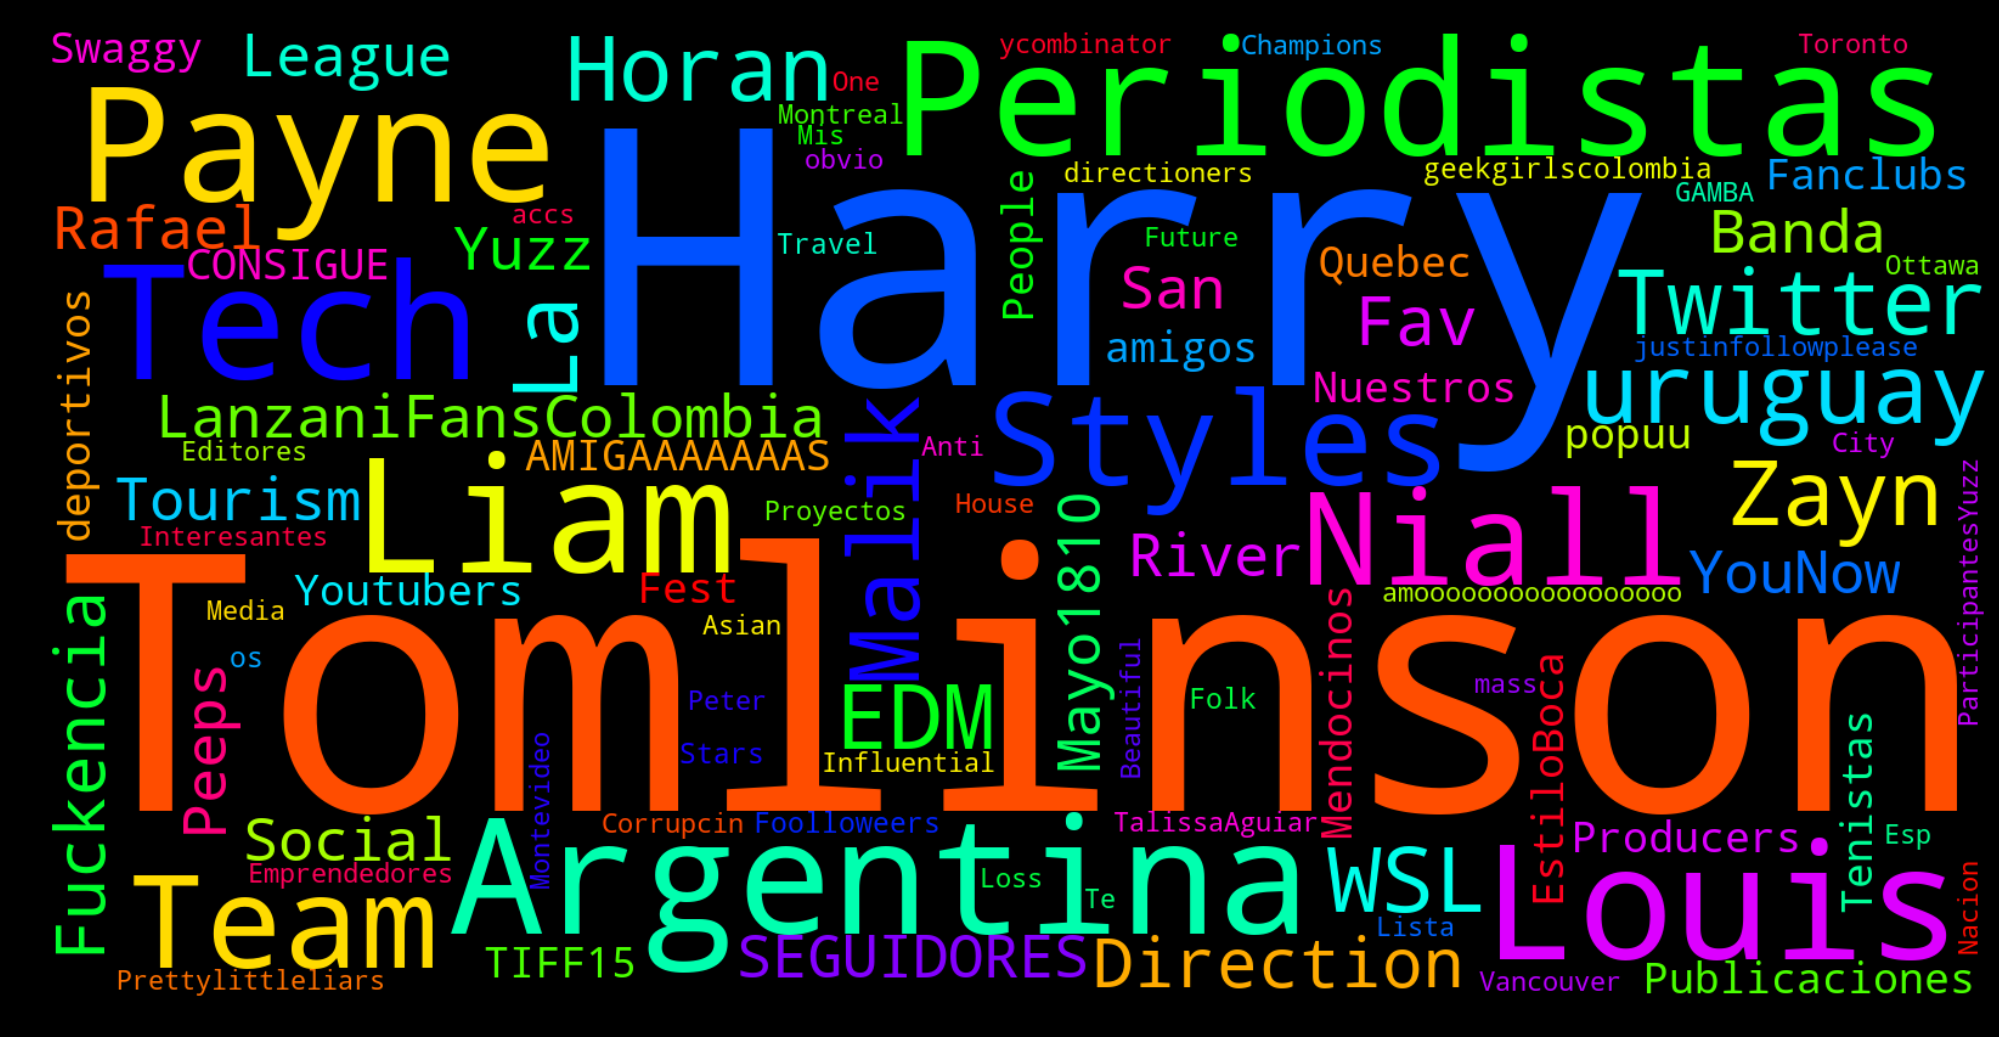 Swaggy
League
Horan
Periodistas
ycombinator
Champions
Toronto
One
Payne
Montreal
Mis
obvio
Harry
People
directioners
geekgirlscolombia
Fanclubs
GAMBA
Rafael
accs
Yuzz
Travel
Future
Banda
CONSIGUE
Tech
La
San
Quebec
Ottawa
Twitter
Fav
deportivos
amigos
justinfollowplease
Nuestros
uruguay
LanzaniFansColombia
Styles
Malik
Editores
AMIGAAAAAAAS
Anti
popuu
City
Liam
Tourism
Proyectos
House
Mayo1810
Niall
Zayn
ParticipantesYuzz
Interesantes
River
YouNow
Youtubers
Fest
amooooooooooooooooo
Tomlinson
Fuckencia
Media
Asian
Mendocinos
os
Peeps
Beautiful
EstiloBoca
Peter
EDM
Folk
mass
Tenistas
Montevideo
Stars
Influential
Social
Corrupcin
Foolloweers
Argentina
TalissaAguiar
Producers
Esp
Emprendedores
Loss
Te
WSL
Louis
Nacion
Team
Lista
TIFF15
SEGUIDORES
Direction
Prettylittleliars
Vancouver
Publicaciones